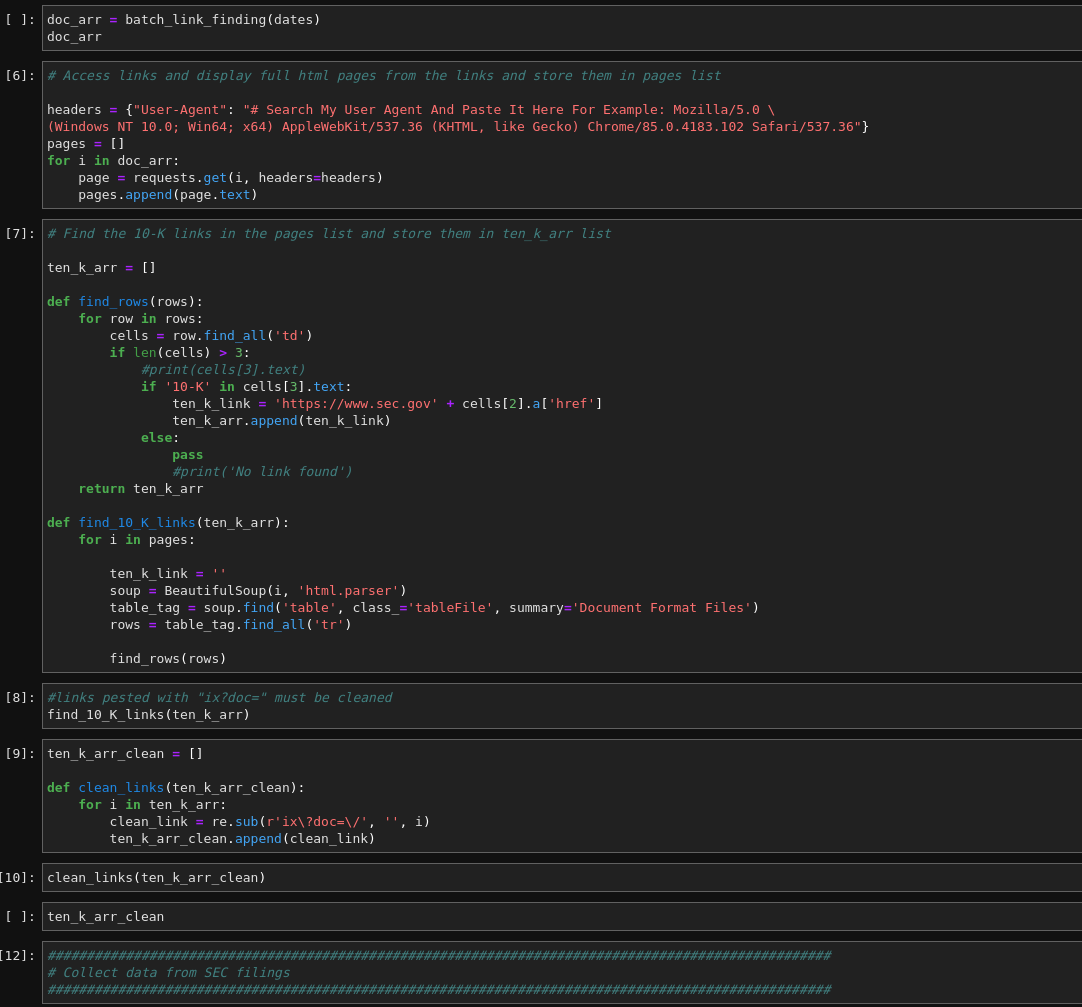 [ ]: doc_arr = batch_link_finding(dates)
doc_arr
[6]: # Access links and display full html pages from the links and store them in pages list
headers = {"User-Agent": "# Search My User Agent And Paste It Here For Example: Mozilla/5.0 \
(Windows NT 10.0; Win64; x64) AppleWebKit/537.36 (KHTML, like Gecko) Chrome/85.0.4183.102 Safari/537.36"}
pages = []
for i in doc_arr:
    page = requests.get(i, headers=headers)
    pages.append(page.text)
[7]: # Find the 10-K links in the pages list and store them in ten_k_arr list
ten_k_arr = []
def find_rows(rows):
    for row in rows:
        cells = row.find_all('td')
        if len(cells) > 3:
            #print(cells[3].text)
            if '10-K' in cells[3].text:
                ten_k_link = 'https://www.sec.gov' + cells[2].a['href']
                ten_k_arr.append(ten_k_link)
            else:
                pass
                #print('No link found')
    return ten_k_arr
def find_10_K_links(ten_k_arr):
    for i in pages:
        ten_k_link = ''
        soup = BeautifulSoup(i, 'html.parser')
        table_tag = soup.find('table', class_='tableFile', summary='Document Format Files')
        rows = table_tag.find_all('tr')
        find_rows(rows)
[8]: #links pested with "ix?doc=" must be cleaned
find_10_K_links(ten_k_arr)
[9]: ten_k_arr_clean = []
def clean_links(ten_k_arr_clean):
    for i in ten_k_arr:
        clean_link = re.sub(r'ix\?doc=\/', '', i)
        ten_k_arr_clean.append(clean_link)
[10]: clean_links(ten_k_arr_clean)
[ ]: ten_k_arr_clean
[12]: ####################################################################################################
# Collect data from SEC filings
####################################################################################################